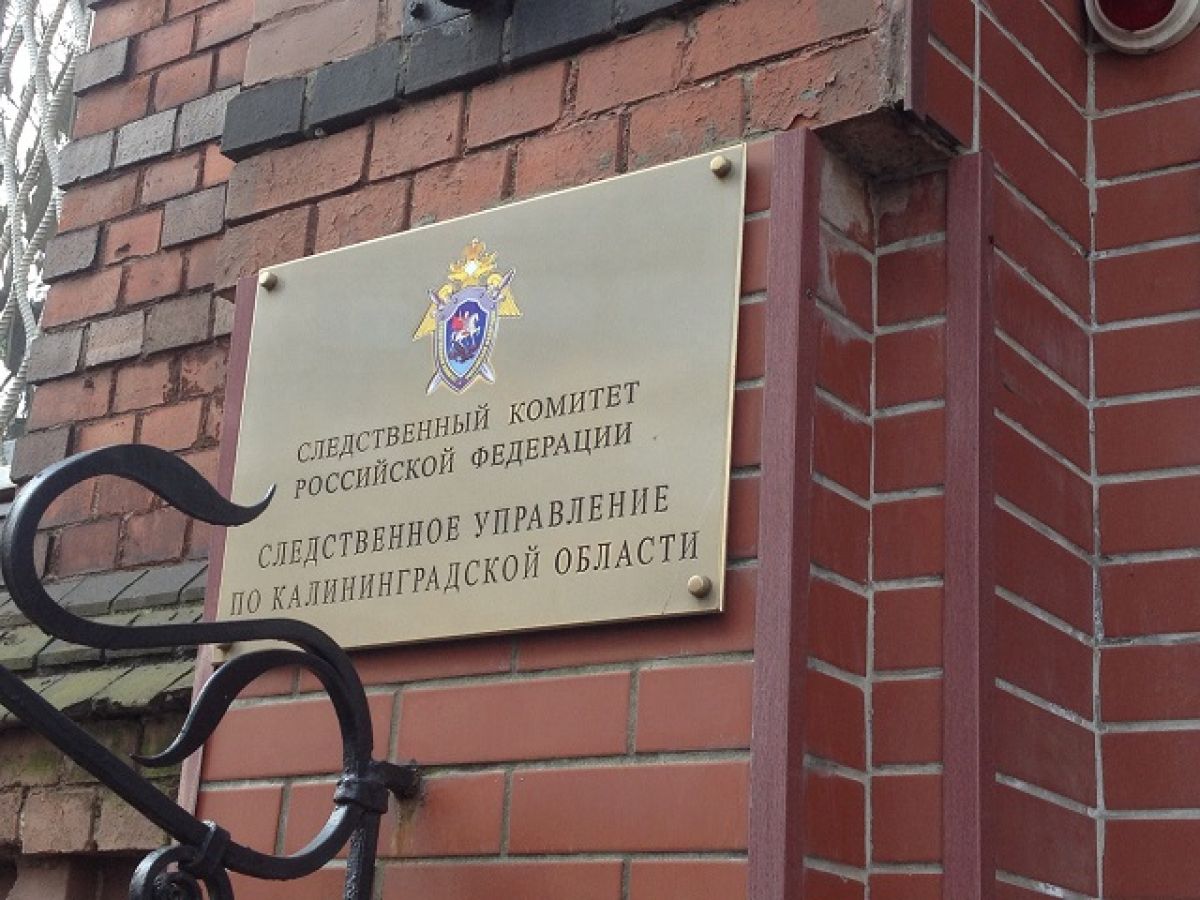 СЛЕДСТВЕННЫЙ КОМИТЕТ
РОССИЙСКОЙ ФЕДЕРАЦИИ
СЛЕДСТВЕННОЕ УПРАВЛЕНИЕ
ПО КАЛИНИНГРАДСКОЙ ОБЛАСТИ